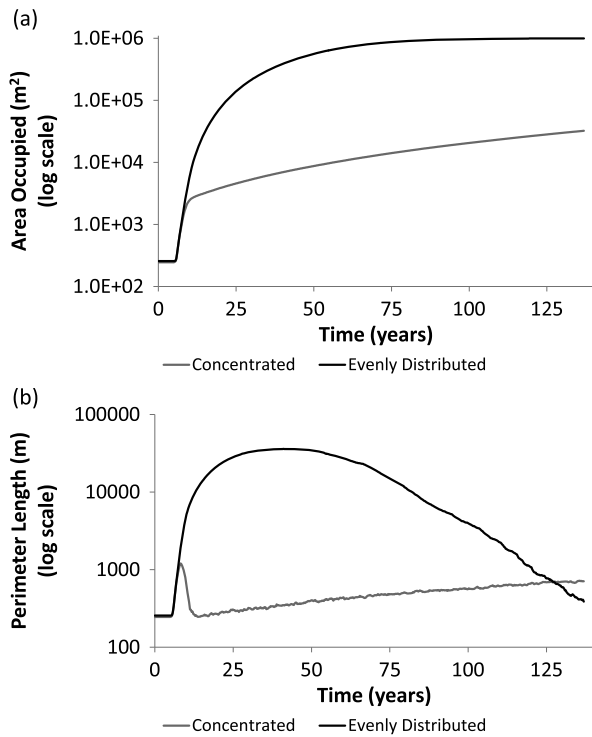 (a)
Area Occupied (m²)
(log scale)
1.0E+06
1.0E+05
1.0E+04
1.0E+03
1.0E+02
0 25 50 75 100 125
Time (years)
Concentrated Evenly Distributed
(b)
Perimeter Length (m)
(log scale)
100000
10000
1000
100
0 25 50 75 100 125
Time (years)
Concentrated Evenly Distributed